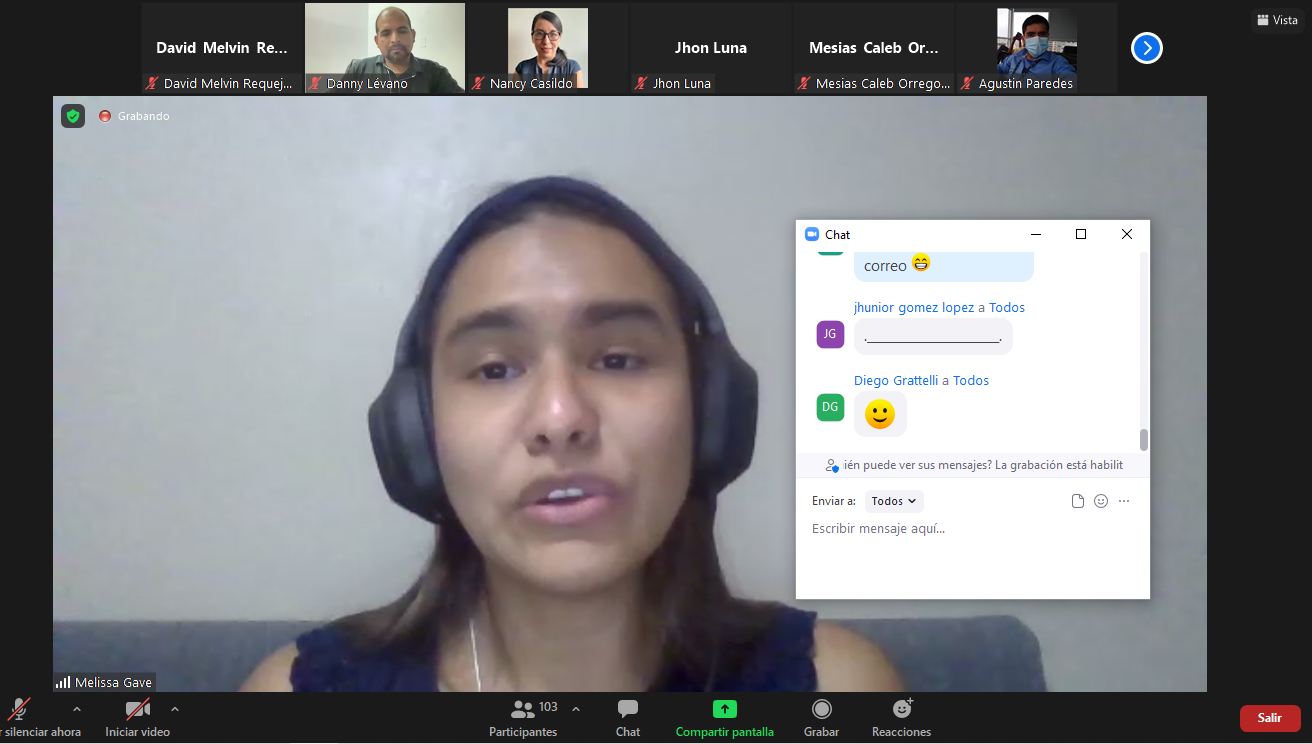 David Melvin Re...
Jhon Luna
Mesias Caleb Or...
Vista
David Melvin Requej...
Danny Lévano
Nancy Casildo
Jhon Luna
Mesias Caleb Orrego...
Agustin Paredes
Grabando
Chat
correo
jhunior gomez lopez a Todos
JG
.____________________.
Diego Grattelli a Todos
DG
ién puede ver sus mensajes? La grabación está habilit
Enviar a: Todos
Escribir mensaje aquí...
Melissa Gave
103
r silenciar ahora
Iniciar video
Participantes
Chat
Compartir pantalla
Grabar
Reacciones
Salir